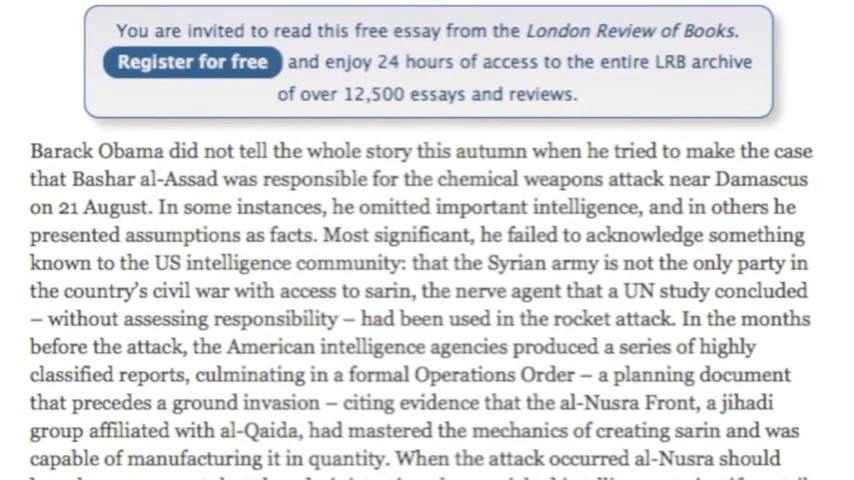 You are invited to read this free essay from the London Review of Books.
Register for free and enjoy 24 hours of access to the entire LRB archive
of over 12,500 essays and reviews.
Barack Obama did not tell the whole story this autumn when he tried to make the case
that Bashar al-Assad was responsible for the chemical weapons attack near Damascus
on 21 August. In some instances, he omitted important intelligence, and in others he
presented assumptions as facts. Most significant, he failed to acknowledge something
known to the US intelligence community: that the Syrian army is not the only party in
the country's civil war with access to sarin, the nerve agent that a UN study concluded
– without assessing responsibility – had been used in the rocket attack. In the months
before the attack, the American intelligence agencies produced a series of highly
classified reports, culminating in a formal Operations Order – a planning document
that precedes a ground invasion – citing evidence that the al-Nusra Front, a jihadi
group affiliated with al-Qaida, had mastered the mechanics of creating sarin and was
capable of manufacturing it in quantity. When the attack occurred al-Nusra should